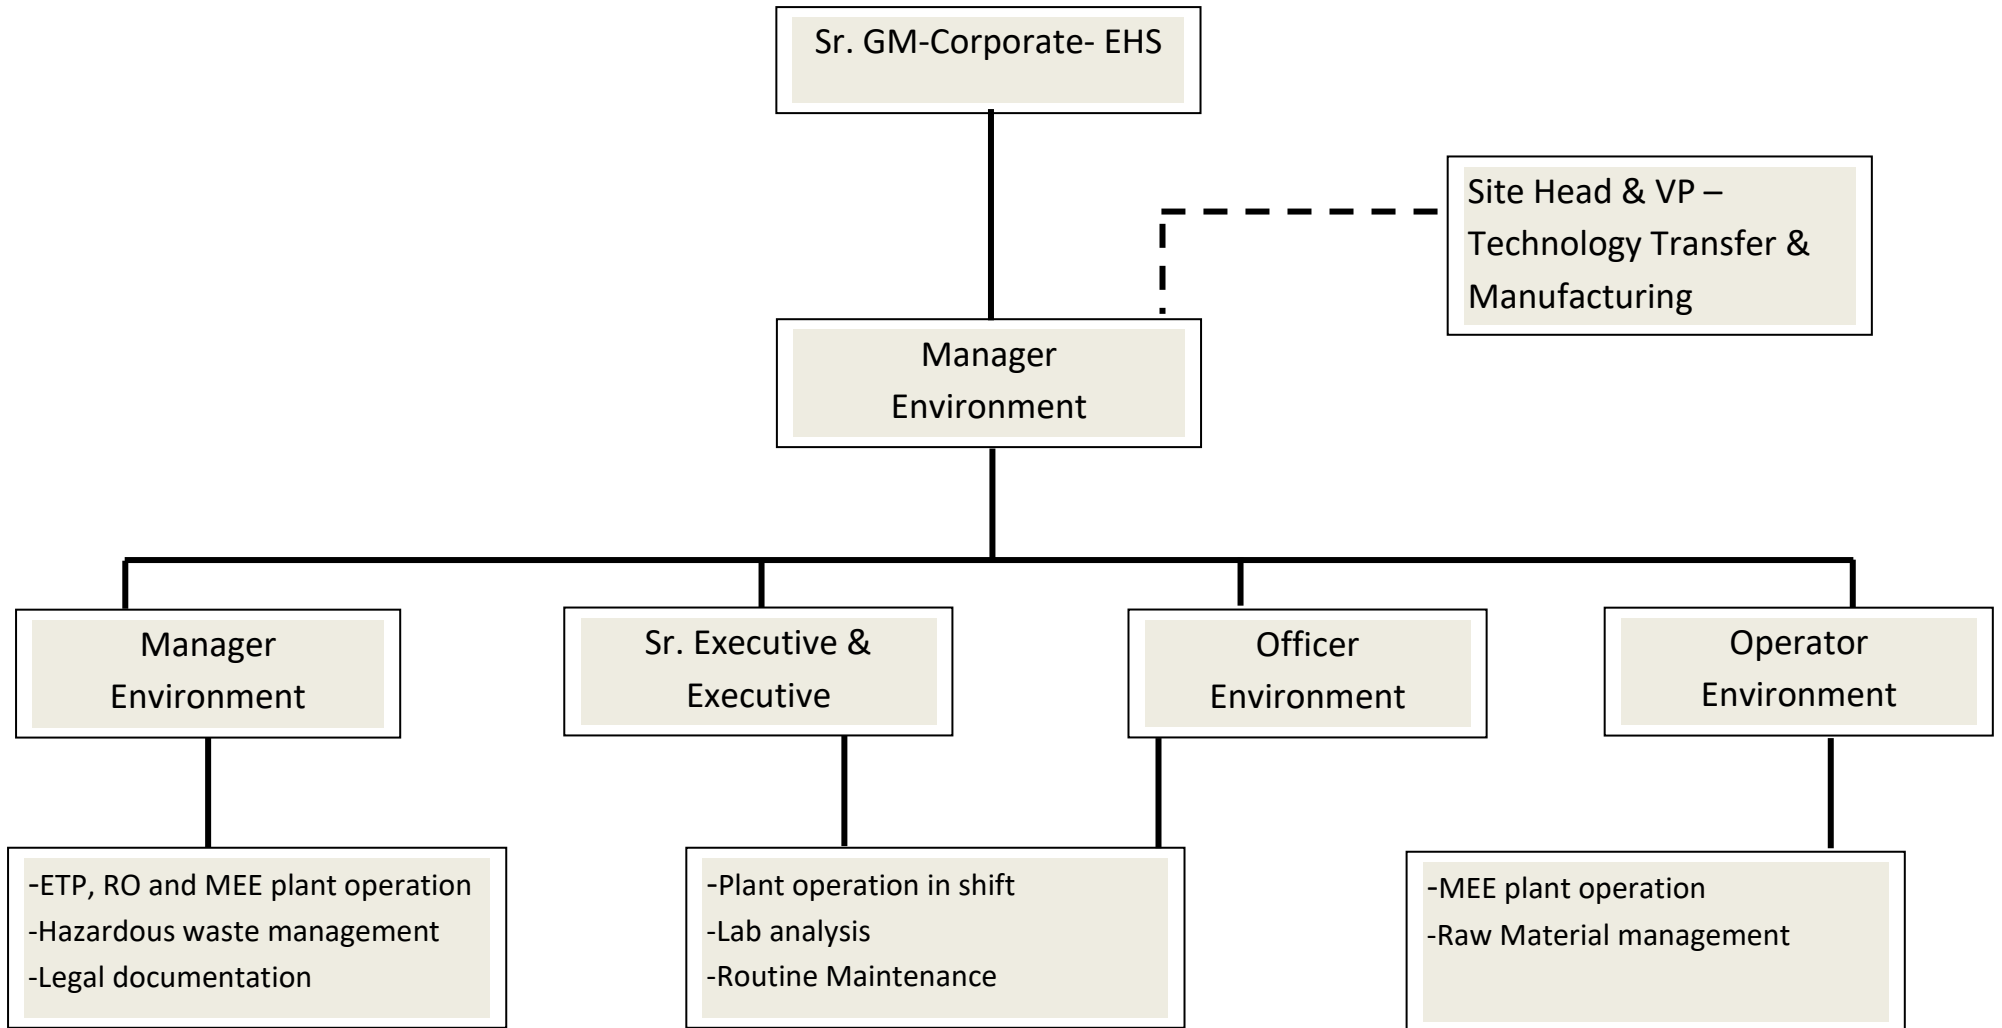 Sr. GM-Corporate- EHS
Site Head & VP –
Technology Transfer &
Manufacturing
Manager
Environment
Manager
Environment
Sr. Executive &
Executive
Officer
Environment
Operator
Environment
-ETP, RO and MEE plant operation
-Hazardous waste management
-Legal documentation
-Plant operation in shift
-Lab analysis
-Routine Maintenance
-MEE plant operation
-Raw Material management